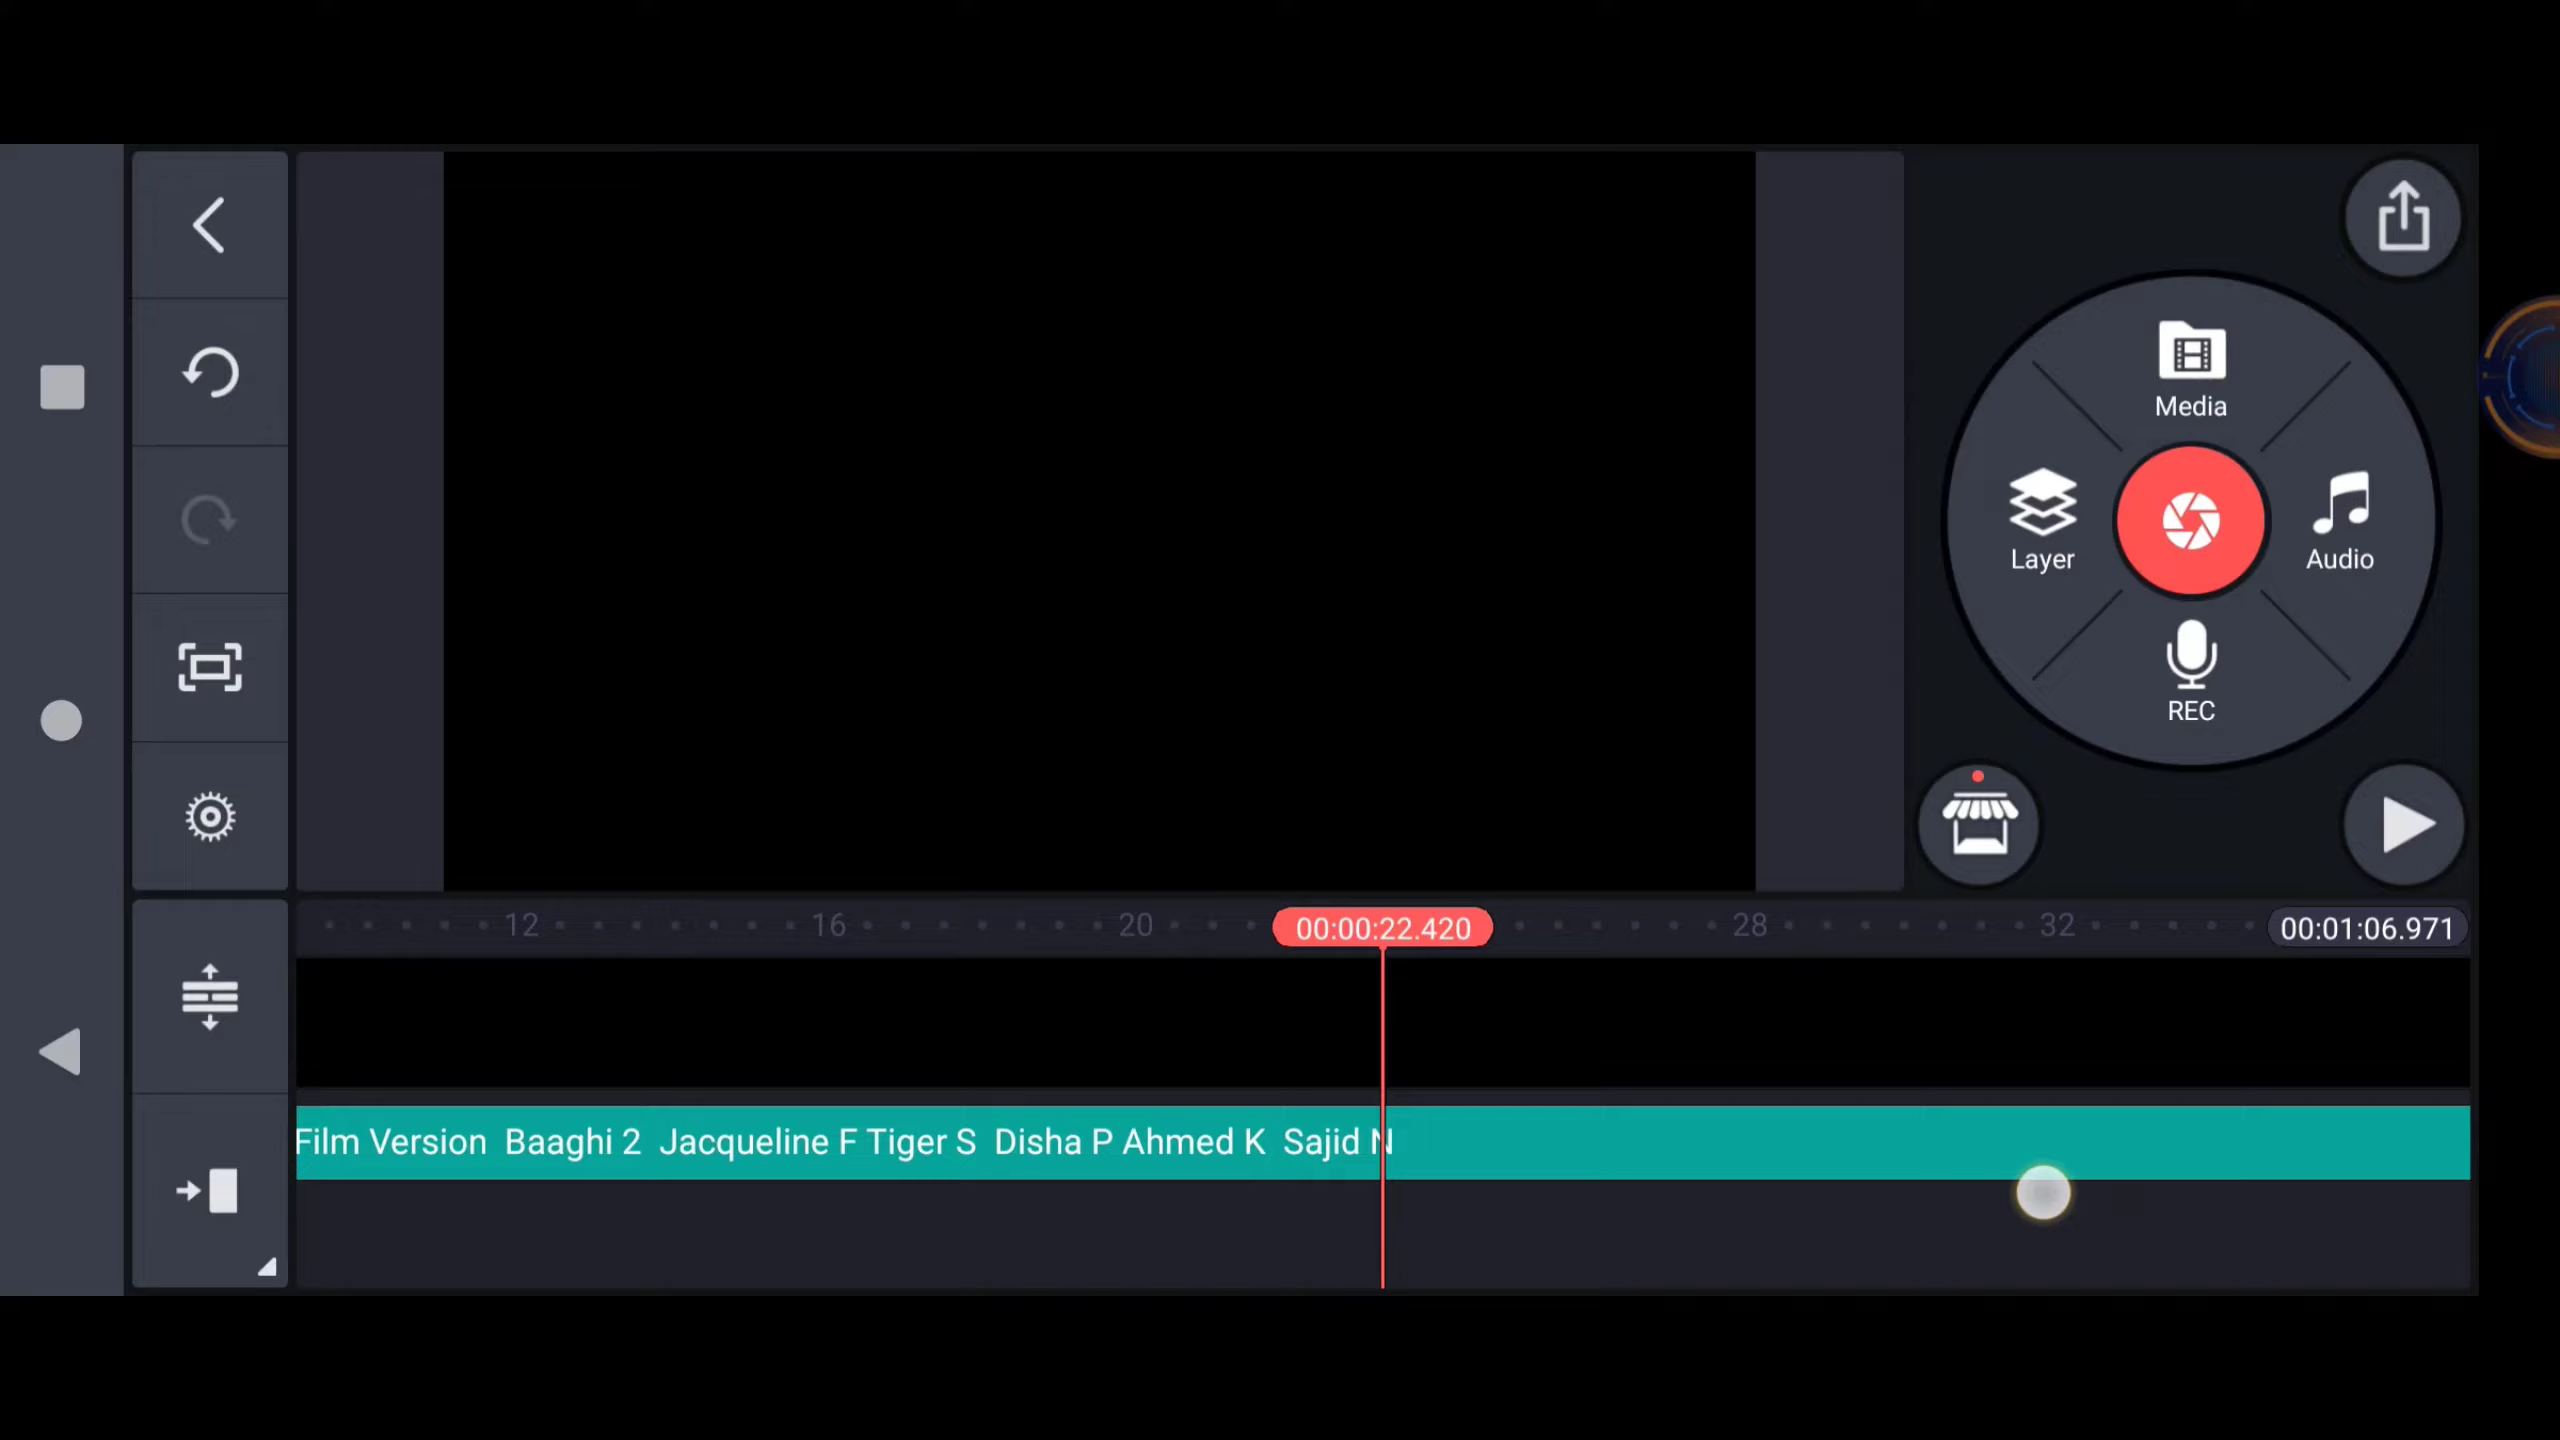 Media
Layer
Audio
REC
12 16 20 00:00:22.420 28 32 00:01:06.971
Film Version Baaghi 2 Jacqueline F Tiger S Disha P Ahmed K Sajid N